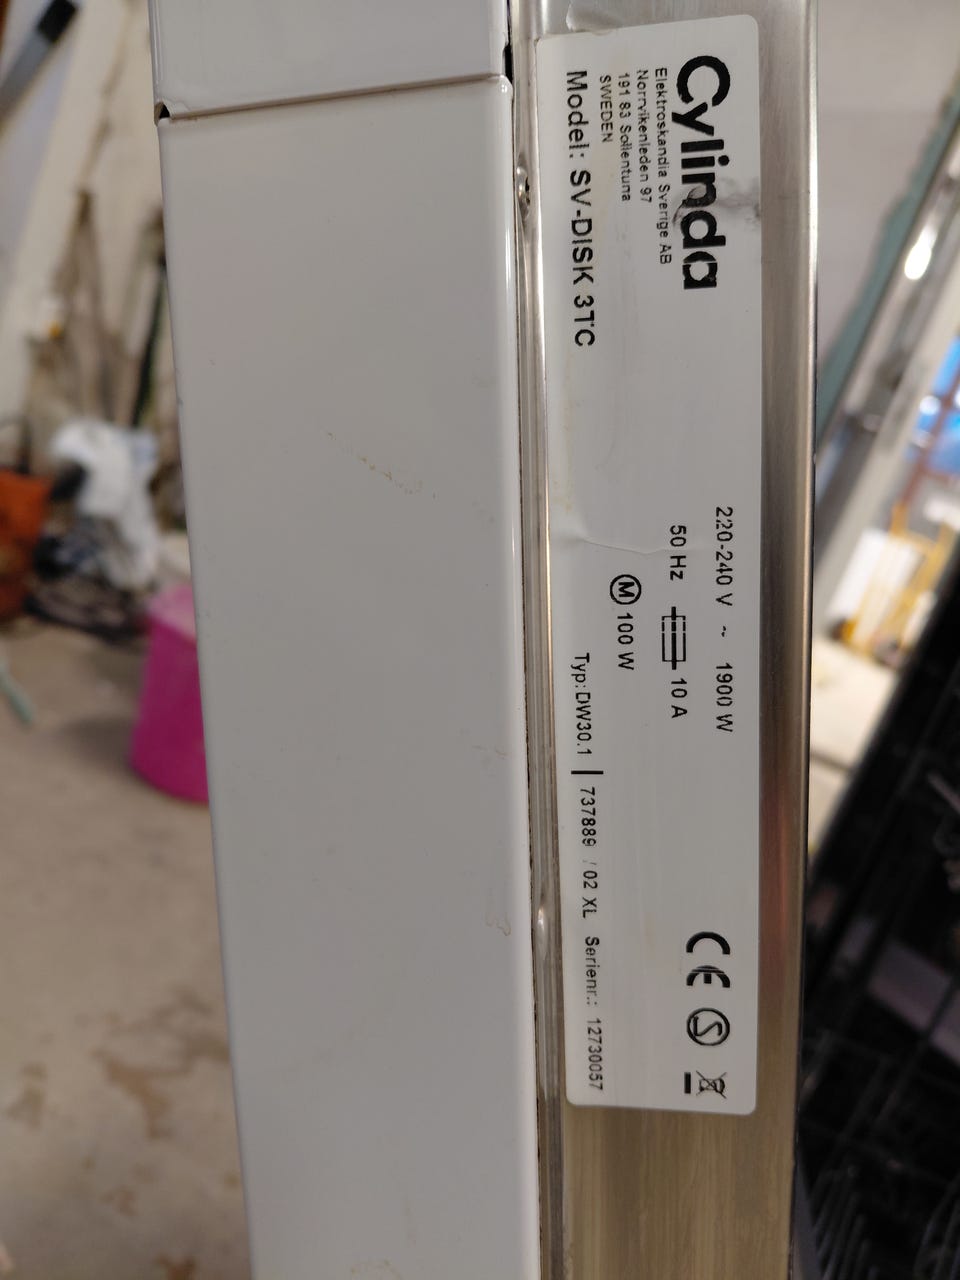 Cylinda
Elektroskandia Sverige AB
Norrvikenleden 97
191 83 Sollentuna
SWEDEN
Model: SV-DISK 3TC
220-240 V ~ 1900 W
50 Hz 10 A
M 100 W
Typ: DW30.1 | 737889 / 02 XL Serienr.: 12730057
CE
S